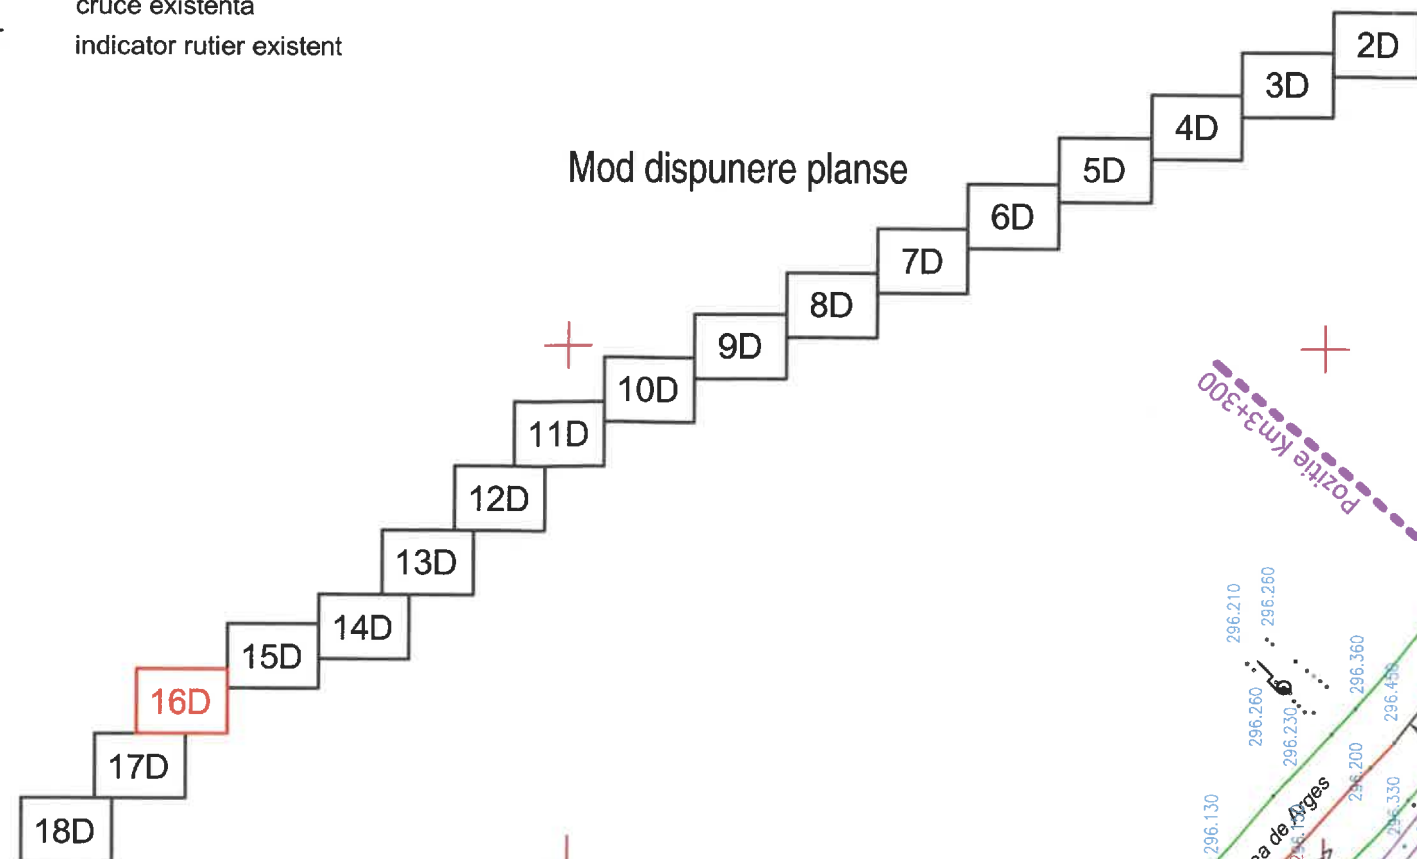 cruce existenta
indicator rutier existent
2D
3D
4D
Mod dispunere planse
5D
6D
7D
8D
9D
10D
11D
12D
13D
14D
15D
16D
17D
18D
Pozitie Km3+300
296.210
296.260
296.260
296.230
296.360
296.450
296.200
296.330
296.130
de Arges